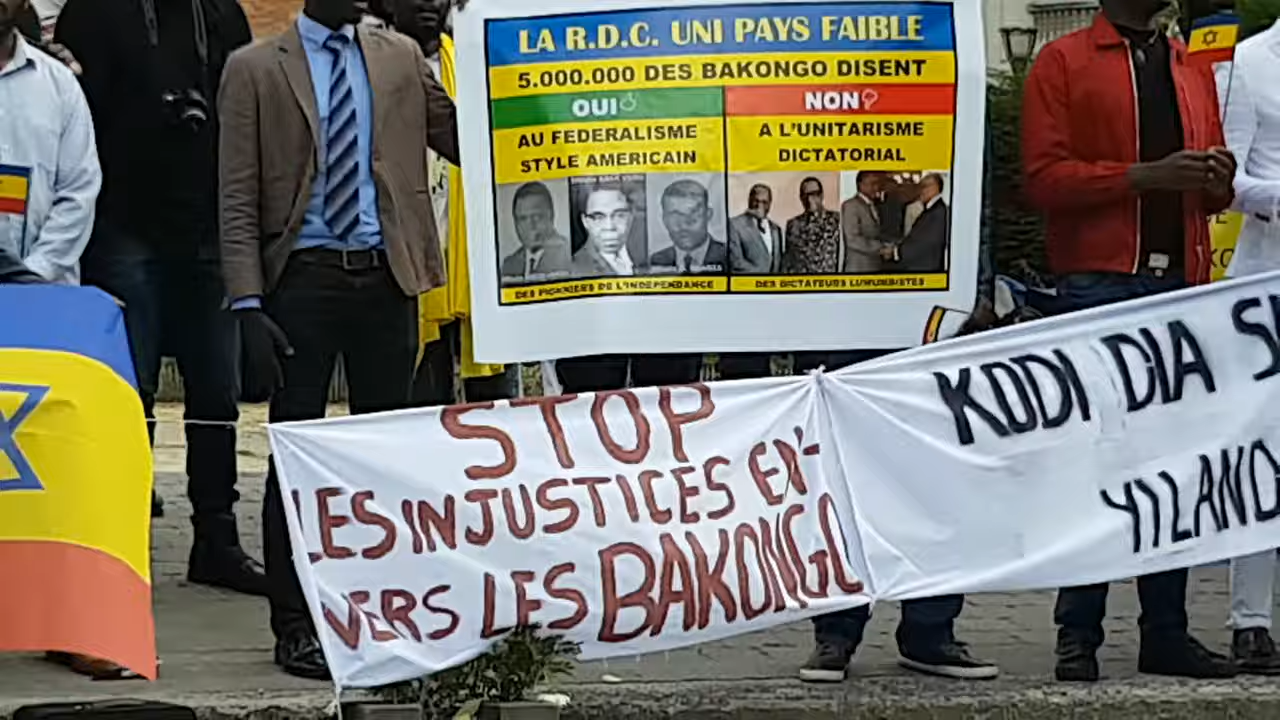 LA R.D.C. UNI PAYS FAIBLE
5.000.000 DES BAKONGO DISENT
OUI
NON
AU FEDERALISME
STYLE AMERICAIN
A L'UNITARISME
DICTATORIAL
DES PIONNIERS DE L'INDEPENDANCE
DES DICTATEURS LUMUMBISTES
STOP
LES INJUSTICES EX-
VERS LES BAKONGO
KODI DIA
YILAND